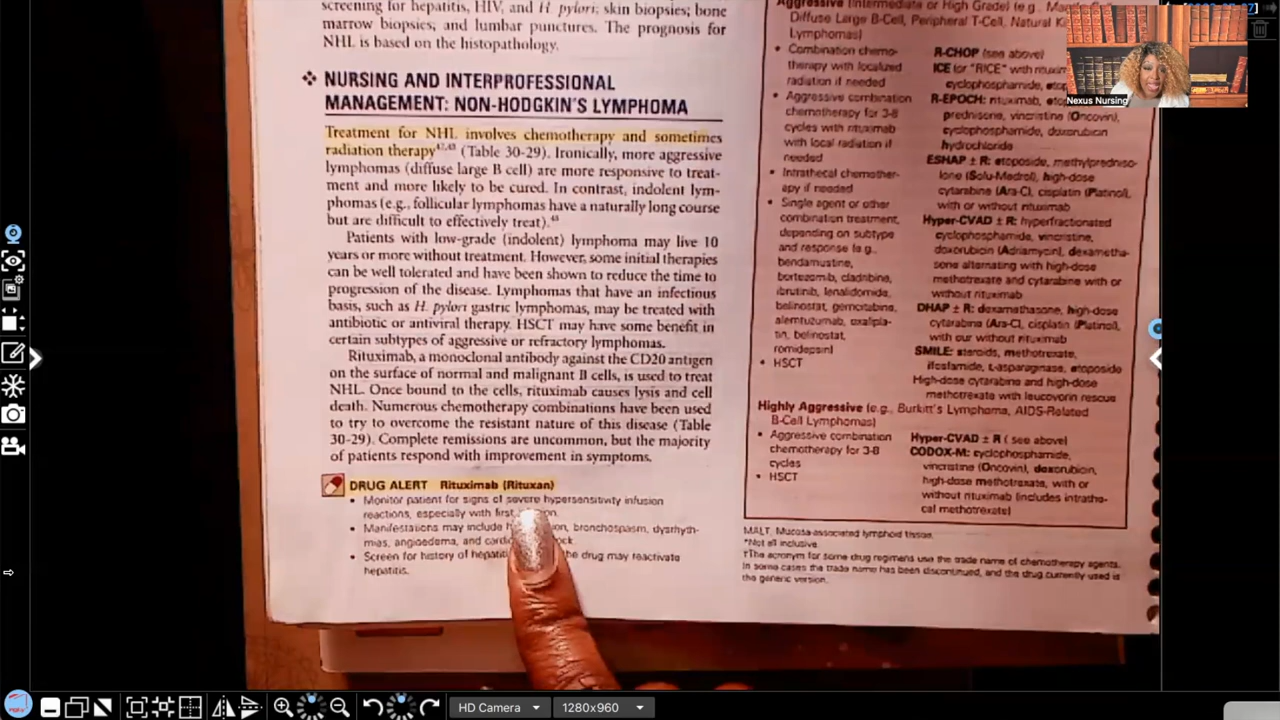 screening for hepatitis, HIV, and H pylori; skin biopsies; bone
marrow biopsies, and lumbar punctures. The prognosis for
NHL is based on the histopathology.
❖ NURSING AND INTERPROFESSIONAL
MANAGEMENT: NON-HODGKIN'S LYMPHOMA
Treatment for NHL involves chemotherapy and sometimes
radiation therapy (Table 30-29). Ironically, more aggressive
lymphomas (diffuse large B cell) are more responsive to treat-
ment and more likely to be cured. In contrast, indolent lym-
phomas (e.g., follicular lymphomas have a naturally long course
but are difficult to effectively treat).
Patients with low-grade (indolent) lymphoma may live 10
years or more without treatment. However, some initial therapies
can be well tolerated and have been shown to reduce the time to
progression of the disease. Lymphomas that have an infectious
basis, such as H. pylori gastric lymphomas, may be treated with
antibiotic or antiviral therapy. HSCT may have some benefit in
certain subtypes of aggressive or refractory lymphomas.
Rituximab, a monoclonal antibody against the CD20 antigen
on the surface of normal and malignant B cells, is used to treat
NHL. Once bound to the cells, rituximab causes lysis and cell
death. Numerous chemotherapy combinations have been used
to try to overcome the resistant nature of this disease (Table
30-29). Complete remissions are uncommon, but the majority
of patients respond with improvement in symptoms.
DRUG ALERT Rituximab (Rituxan)
• Monitor patient for signs of severe hypersensitivity infusion
reactions, especially with first
• Manifestations may include bronchospasm, dysrhyth-
mias, angioedema, and
• Screen for history of the drug may reactivate
hepatitis.
Aggressive (Intermediate or High Grade) (e.g.,
Diffuse Large B-Cell, Peripheral T-Cell, Natural
Lymphomas)
• Combination chemo-
therapy with localized
radiation if needed
• Aggressive combination
chemotherapy for 3-8
cycles with rituximab
with local radiation if
needed
• Intrathecal chemother-
apy if needed
• Single agent or other
combination treatment,
depending on subtype
and response (e.g.,
bendamustine,
bortezomib, cladribine,
ibrutinib, lenalidomide,
belinostat, gemcitabine,
alemtuzumab, oxalipla-
tin, belinostat,
romidepsin)
• HSCT
R-CHOP (see above)
ICE (or "RICE" with
cyclophosphamide,
R-EPOCH: rituximab,
prednisone, vincristine (Oncovin),
cyclophosphamide, doxorubicin
hydrochloride
ESHAP ± R: etoposide, methylpredniso-
lone (Solu-Medrol), high-dose
cytarabine (Ara-C), cisplatin (Platinol),
with or without rituximab
Hyper-CVAD ± R: hyperfractionated
cyclophosphamide, vincristine,
doxorubicin (Adriamycin), dexametha-
sone alternating with high-dose
methotrexate and cytarabine with or
without rituximab
DHAP ± R: dexamethasone, high-dose
cytarabine (Ara-C), cisplatin (Platinol),
with our without rituximab
SMILE: steroids, methotrexate,
ifosfamide, L-asparaginase, etoposide
High-dose cytarabine and high-dose
methotrexate with leucovorin rescue
Highly Aggressive (e.g., Burkitt's Lymphoma, AIDS-Related
B-Cell Lymphomas)
• Aggressive combination
chemotherapy for 3-8
cycles
• HSCT
Hyper-CVAD ± R ( see above)
CODOX-M: cyclophosphamide,
vincristine (Oncovin), doxorubicin,
high-dose methotrexate, with or
without rituximab (includes intrathe-
cal methotrexate)
MALT, Mucosa-associated lymphoid tissue.
*Not all inclusive.
†The acronym for some drug regimens use the trade name of chemotherapy agents.
In some cases the trade name has been discontinued, and the drug currently used is
the generic version.
Nexus Nursing
HD Camera
1280x960